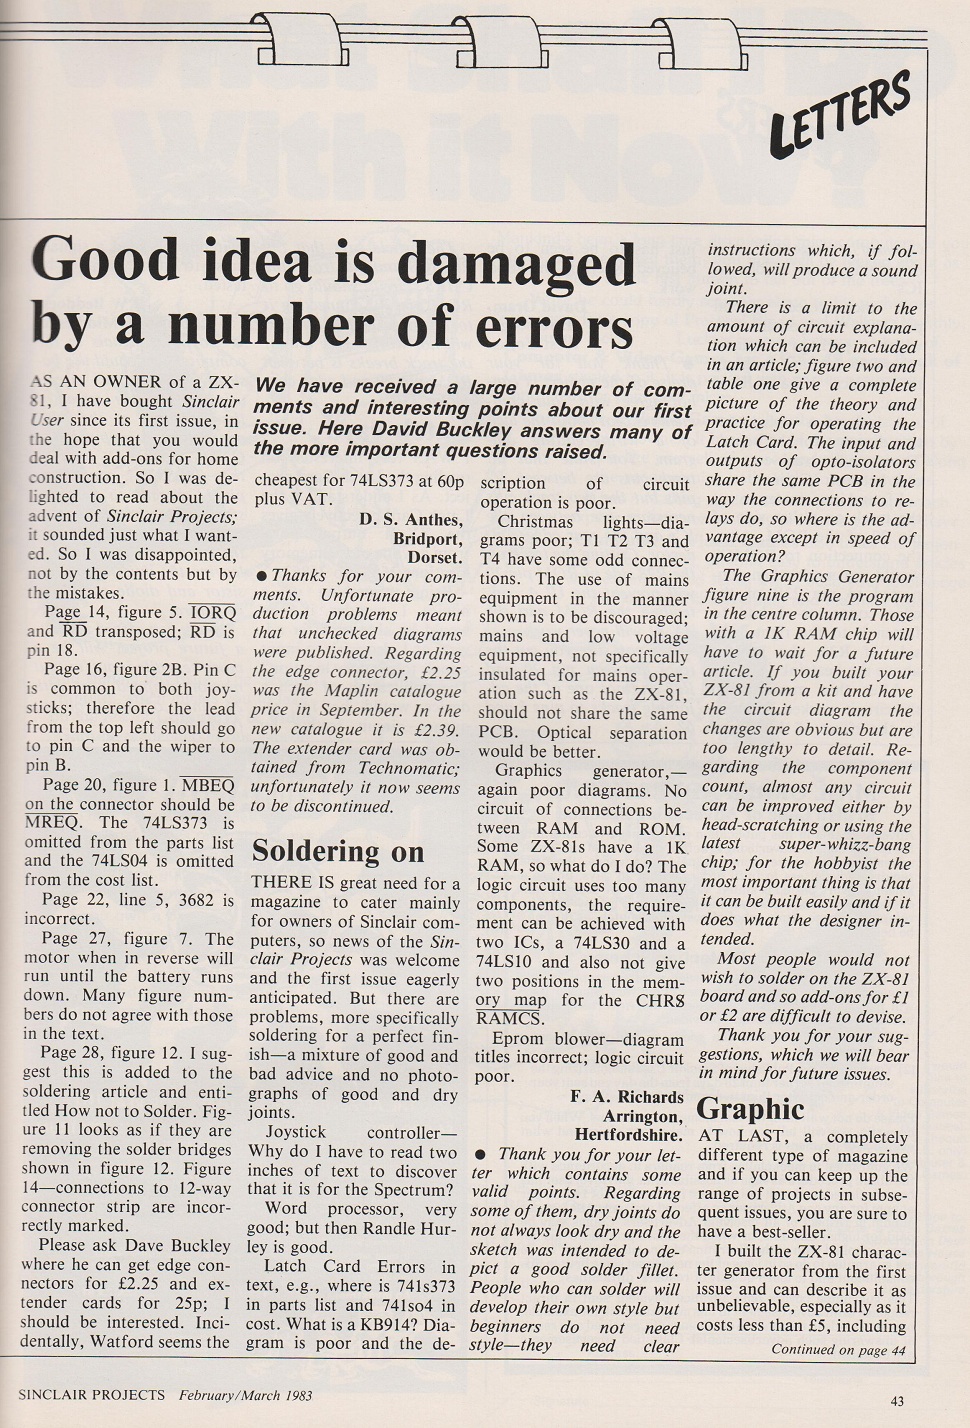 LETTERS
Good idea is damaged
by a number of errors
AS AN OWNER of a ZX-
81, I have bought Sinclair
User since its first issue, in
the hope that you would
deal with add-ons for home
construction. So I was de-
lighted to read about the
advent of Sinclair Projects;
it sounded just what I want-
ed. So I was disappointed,
not by the contents but by
the mistakes.
Page 14, figure 5. IORQ
and RD transposed; RD is
pin 18.
Page 16, figure 2B. Pin C
is common to both joy-
sticks; therefore the lead
from the top left should go
to pin C and the wiper to
pin B.
Page 20, figure 1. MBEQ
on the connector should be
MREQ. The 74LS373 is
omitted from the parts list
and the 74LS04 is omitted
from the cost list.
Page 22, line 5, 3682 is
incorrect.
Page 27, figure 7. The
motor when in reverse will
run until the battery runs
down. Many figure num-
bers do not agree with those
in the text.
Page 28, figure 12. I sug-
gest this is added to the
soldering article and enti-
tled How not to Solder. Fig-
ure 11 looks as if they are
removing the solder bridges
shown in figure 12. Figure
14—connections to 12-way
connector strip are incor-
rectly marked.
Please ask Dave Buckley
where he can get edge con-
nectors for £2.25 and ex-
tender cards for 25p; I
should be interested. Inci-
dentally, Watford seems the
We have received a large number of com-
ments and interesting points about our first
issue. Here David Buckley answers many of
the more important questions raised.
cheapest for 74LS373 at 60p
plus VAT.
D. S. Anthes,
Bridport,
Dorset.
● Thanks for your com-
ments. Unfortunate pro-
duction problems meant
that unchecked diagrams
were published. Regarding
the edge connector, £2.25
was the Maplin catalogue
price in September. In the
new catalogue it is £2.39.
The extender card was ob-
tained from Technomatic;
unfortunately it now seems
to be discontinued.
Soldering on
THERE IS great need for a
magazine to cater mainly
for owners of Sinclair com-
puters, so news of the Sin-
clair Projects was welcome
and the first issue eagerly
anticipated. But there are
problems, more specifically
soldering for a perfect fin-
ish—a mixture of good and
bad advice and no photo-
graphs of good and dry
joints.
Joystick controller—
Why do I have to read two
inches of text to discover
that it is for the Spectrum?
Word processor, very
good; but then Randle Hur-
ley is good.
Latch Card Errors in
text, e.g., where is 741s373
in parts list and 741so4 in
cost. What is a KB914? Dia-
gram is poor and the de-
scription of circuit
operation is poor.
Christmas lights—dia-
grams poor; T1 T2 T3 and
T4 have some odd connec-
tions. The use of mains
equipment in the manner
shown is to be discouraged;
mains and low voltage
equipment, not specifically
insulated for mains oper-
ation such as the ZX-81,
should not share the same
PCB. Optical separation
would be better.
Graphics generator,—
again poor diagrams. No
circuit of connections be-
tween RAM and ROM.
Some ZX-81s have a 1K
RAM, so what do I do? The
logic circuit uses too many
components, the require-
ment can be achieved with
two ICs, a 74LS30 and a
74LS10 and also not give
two positions in the mem-
ory map for the CHR8
RAMCS.
Eprom blower—diagram
titles incorrect; logic circuit
poor.
F. A. Richards
Arrington,
Hertfordshire.
● Thank you for your let-
ter which contains some
valid points. Regarding
some of them, dry joints do
not always look dry and the
sketch was intended to de-
pict a good solder fillet.
People who can solder will
develop their own style but
beginners do not need
style—they need clear
instructions which, if fol-
lowed, will produce a sound
joint.
There is a limit to the
amount of circuit explana-
tion which can be included
in an article; figure two and
table one give a complete
picture of the theory and
practice for operating the
Latch Card. The input and
outputs of opto-isolators
share the same PCB in the
way the connections to re-
lays do, so where is the ad-
vantage except in speed of
operation?
The Graphics Generator
figure nine is the program
in the centre column. Those
with a 1K RAM chip will
have to wait for a future
article. If you built your
ZX-81 from a kit and have
the circuit diagram the
changes are obvious but are
too lengthy to detail. Re-
garding the component
count, almost any circuit
can be improved either by
head-scratching or using the
latest super-whizz-bang
chip; for the hobbyist the
most important thing is that
it can be built easily and if it
does what the designer in-
tended.
Most people would not
wish to solder on the ZX-81
board and so add-ons for £1
or £2 are difficult to devise.
Thank you for your sug-
gestions, which we will bear
in mind for future issues.
Graphic
AT LAST, a completely
different type of magazine
and if you can keep up the
range of projects in subse-
quent issues, you are sure to
have a best-seller.
I built the ZX-81 charac-
ter generator from the first
issue and can describe it as
unbelievable, especially as it
costs less than £5, including
Continued on page 44
SINCLAIR PROJECTS February/March 1983
43